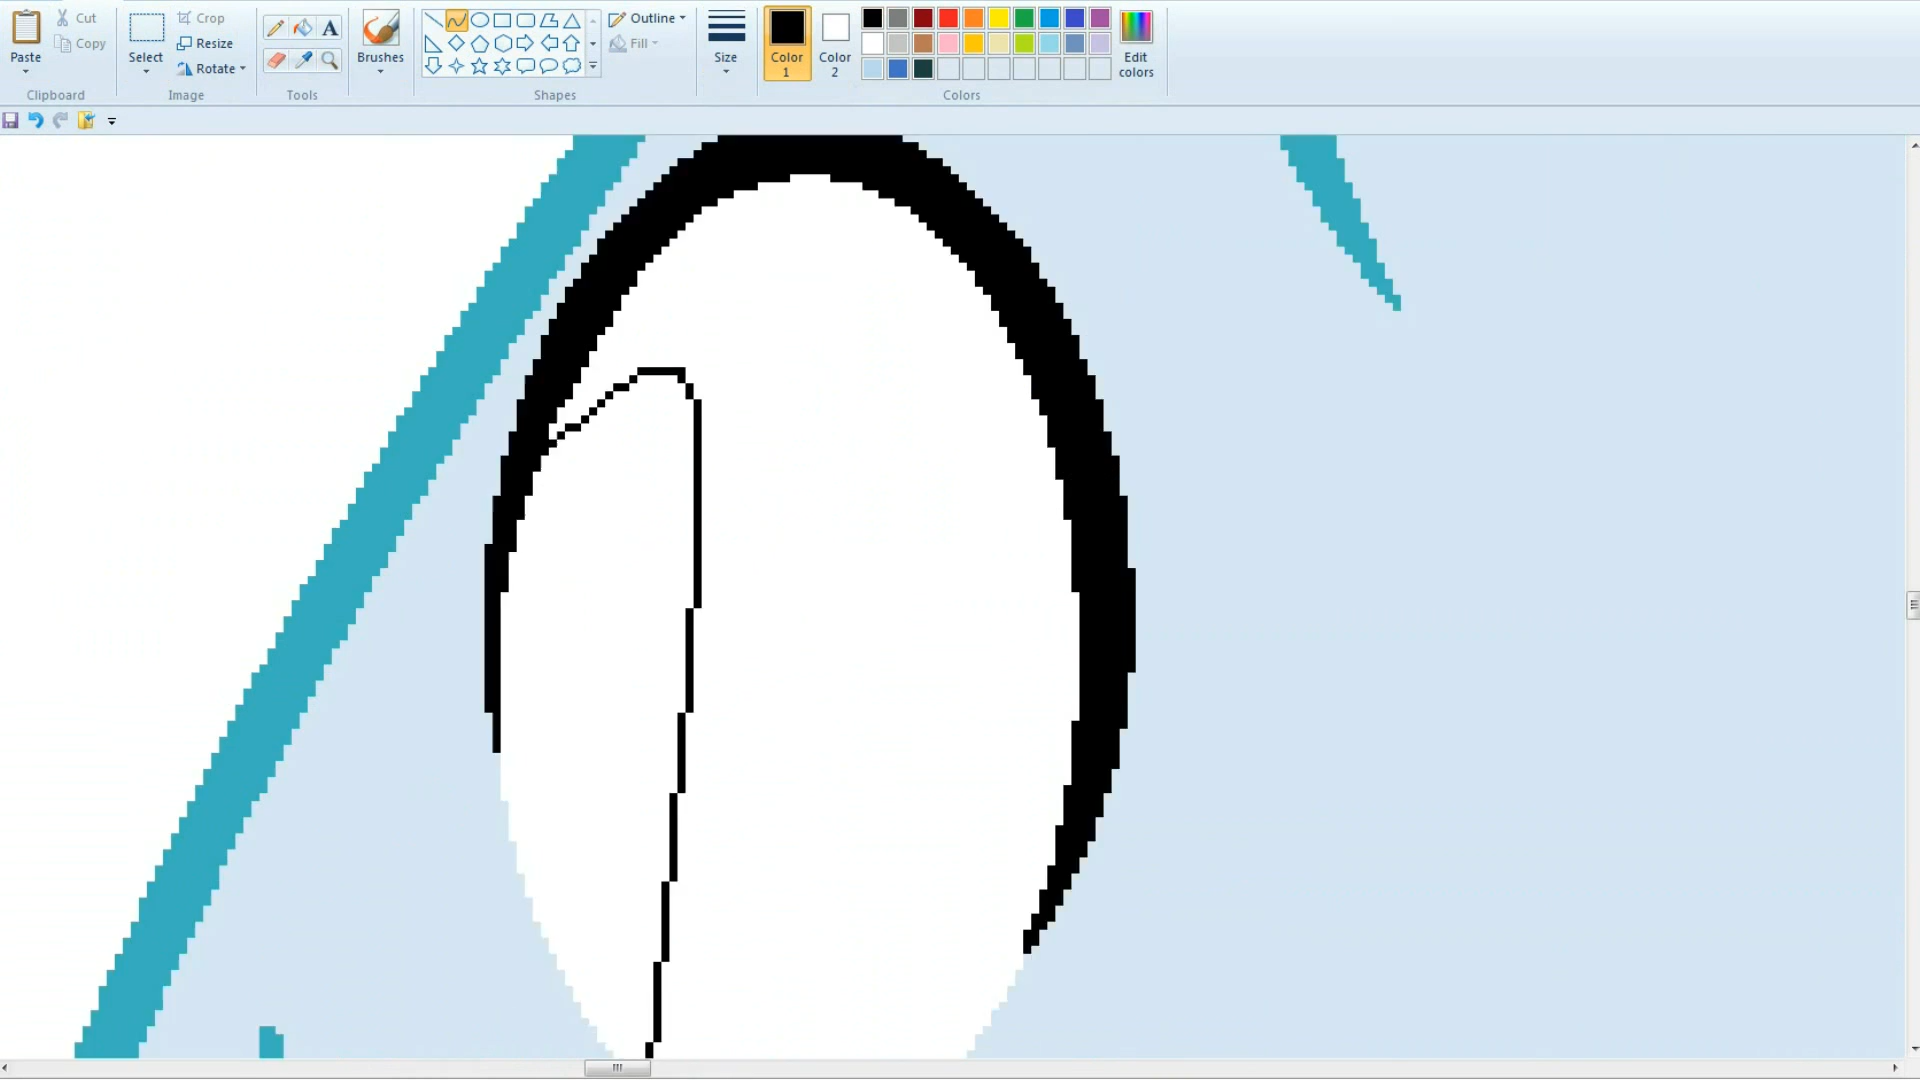 Cut
Copy
Paste
Clipboard
Crop
Resize
Rotate
Select
Image
A
Tools
Brushes
Outline
Fill
Shapes
Size
Color
1
Color
2
Edit
colors
Colors